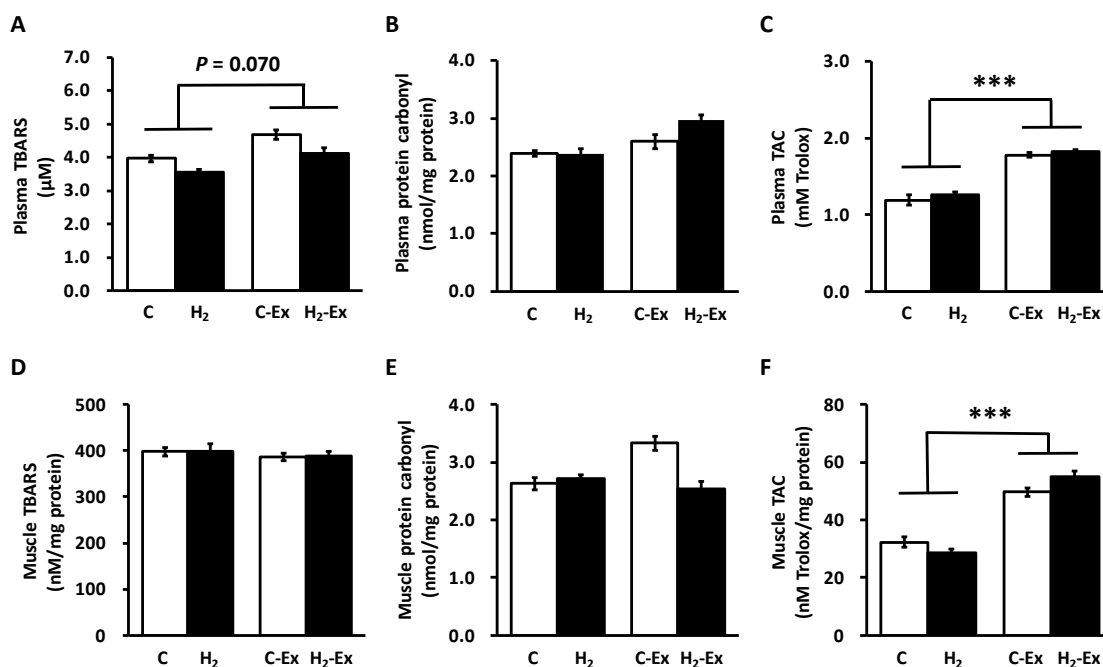 A
Plasma TBARS
(µM)
7.0
6.0
5.0
4.0
3.0
2.0
1.0
0.0
P = 0.070
C H₂ C-Ex H₂-Ex
B
Plasma protein carbonyl
(nmol/mg protein)
4.0
3.0
2.0
1.0
0.0
C H₂ C-Ex H₂-Ex
C
Plasma TAC
(mM Trolox)
3.0
2.0
1.0
0.0
***
C H₂ C-Ex H₂-Ex
D
Muscle TBARS
(nM/mg protein)
500
400
300
200
100
0
C H₂ C-Ex H₂-Ex
E
Muscle protein carbonyl
(nmol/mg protein)
4.0
3.0
2.0
1.0
0.0
C H₂ C-Ex H₂-Ex
F
Muscle TAC
(nM Trolox/mg protein)
80
60
40
20
0
***
C H₂ C-Ex H₂-Ex